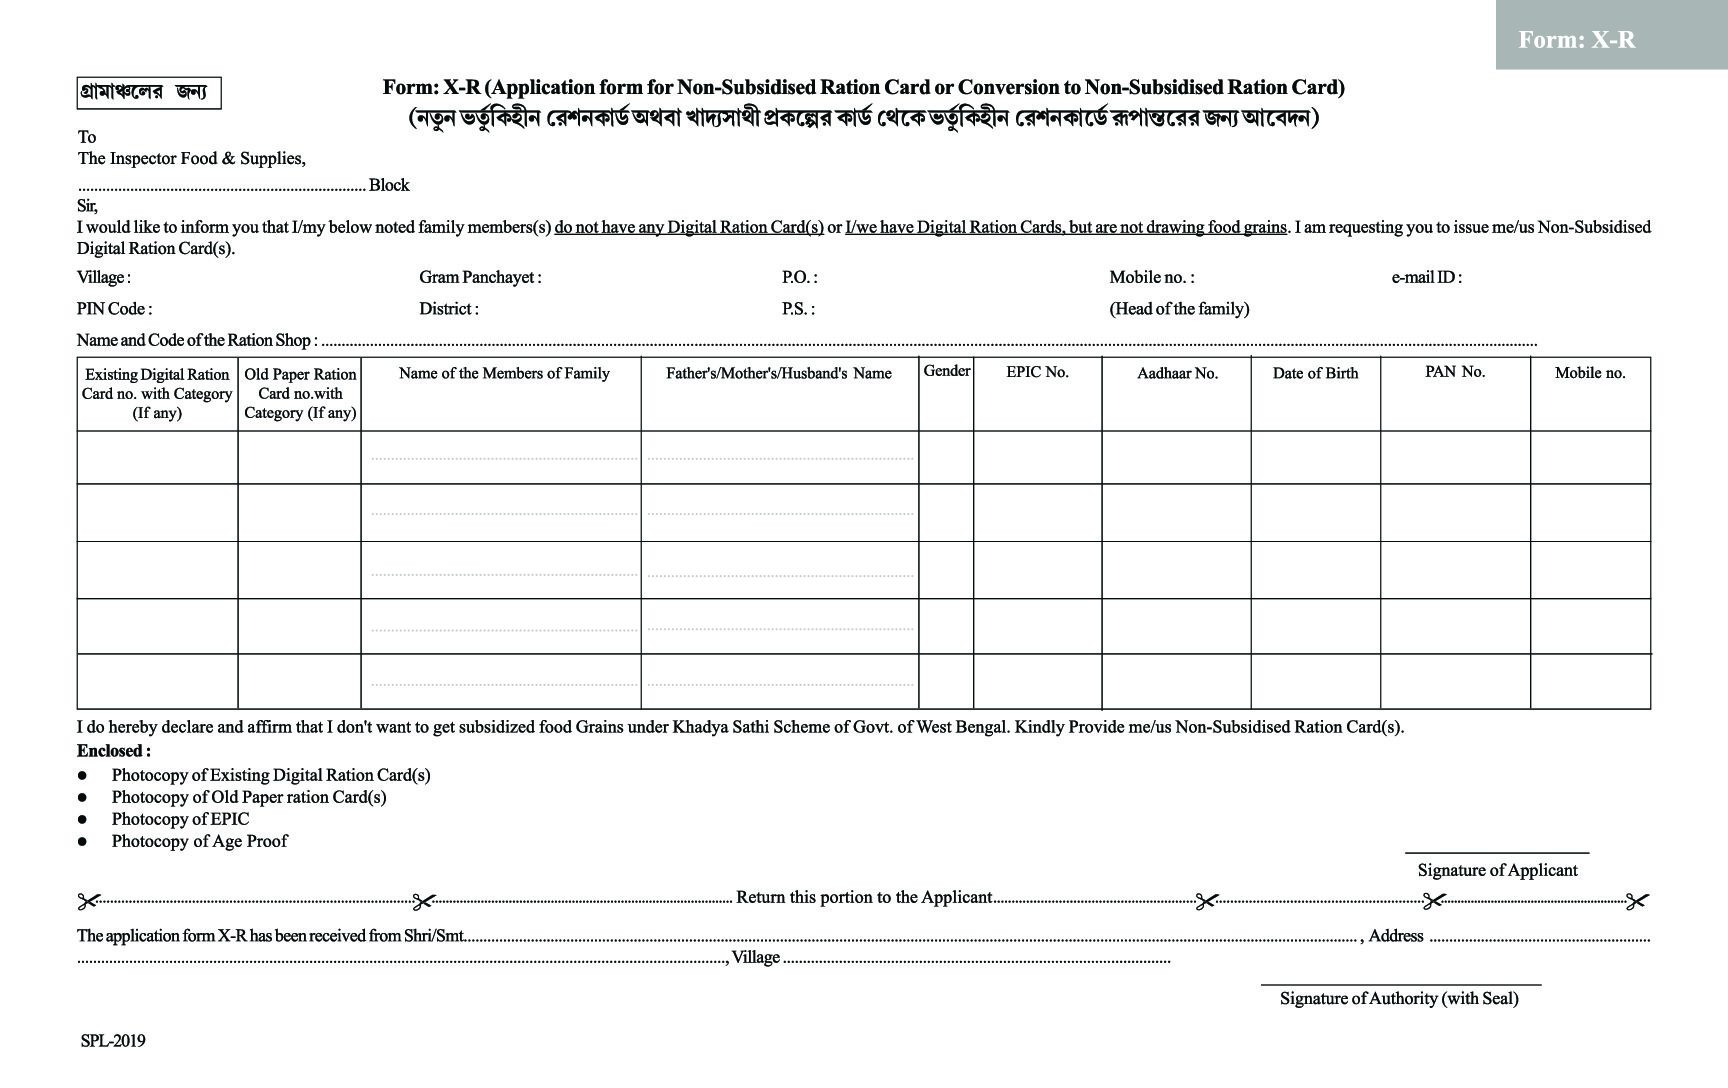 Form: X-R
গ্রামাঞ্চলের জন্য
Form: X-R (Application form for Non-Subsidised Ration Card or Conversion to Non-Subsidised Ration Card)
(নতুন ভর্তুকিহীন রেশনকার্ড অথবা খাদ্যসাথী প্রকল্পের কার্ড থেকে ভর্তুকিহীন রেশনকার্ডে রূপান্তরের জন্য আবেদন)
To
The Inspector Food & Supplies,
........................................................................ Block
Sir,
I would like to inform you that I/my below noted family members(s) do not have any Digital Ration Card(s) or I/we have Digital Ration Cards, but are not drawing food grains. I am requesting you to issue me/us Non-Subsidised
Digital Ration Card(s).
Village : Gram Panchayet : P.O. : Mobile no. : e-mail ID :
PIN Code : District : P.S. : (Head of the family)
Name and Code of the Ration Shop : ........................................................................
Existing Digital Ration Card no. with Category (If any)
Old Paper Ration Card no.with Category (If any)
Name of the Members of Family
Father's/Mother's/Husband's Name
Gender
EPIC No.
Aadhaar No.
Date of Birth
PAN No.
Mobile no.
I do hereby declare and affirm that I don't want to get subsidized food Grains under Khadya Sathi Scheme of Govt. of West Bengal. Kindly Provide me/us Non-Subsidised Ration Card(s).
Enclosed :
● Photocopy of Existing Digital Ration Card(s)
● Photocopy of Old Paper ration Card(s)
● Photocopy of EPIC
● Photocopy of Age Proof
Signature of Applicant
Return this portion to the Applicant
The application form X-R has been received from Shri/Smt........................................................................ , Address ........................................................
........................................................................, Village ........................................................................
Signature of Authority (with Seal)
SPL-2019